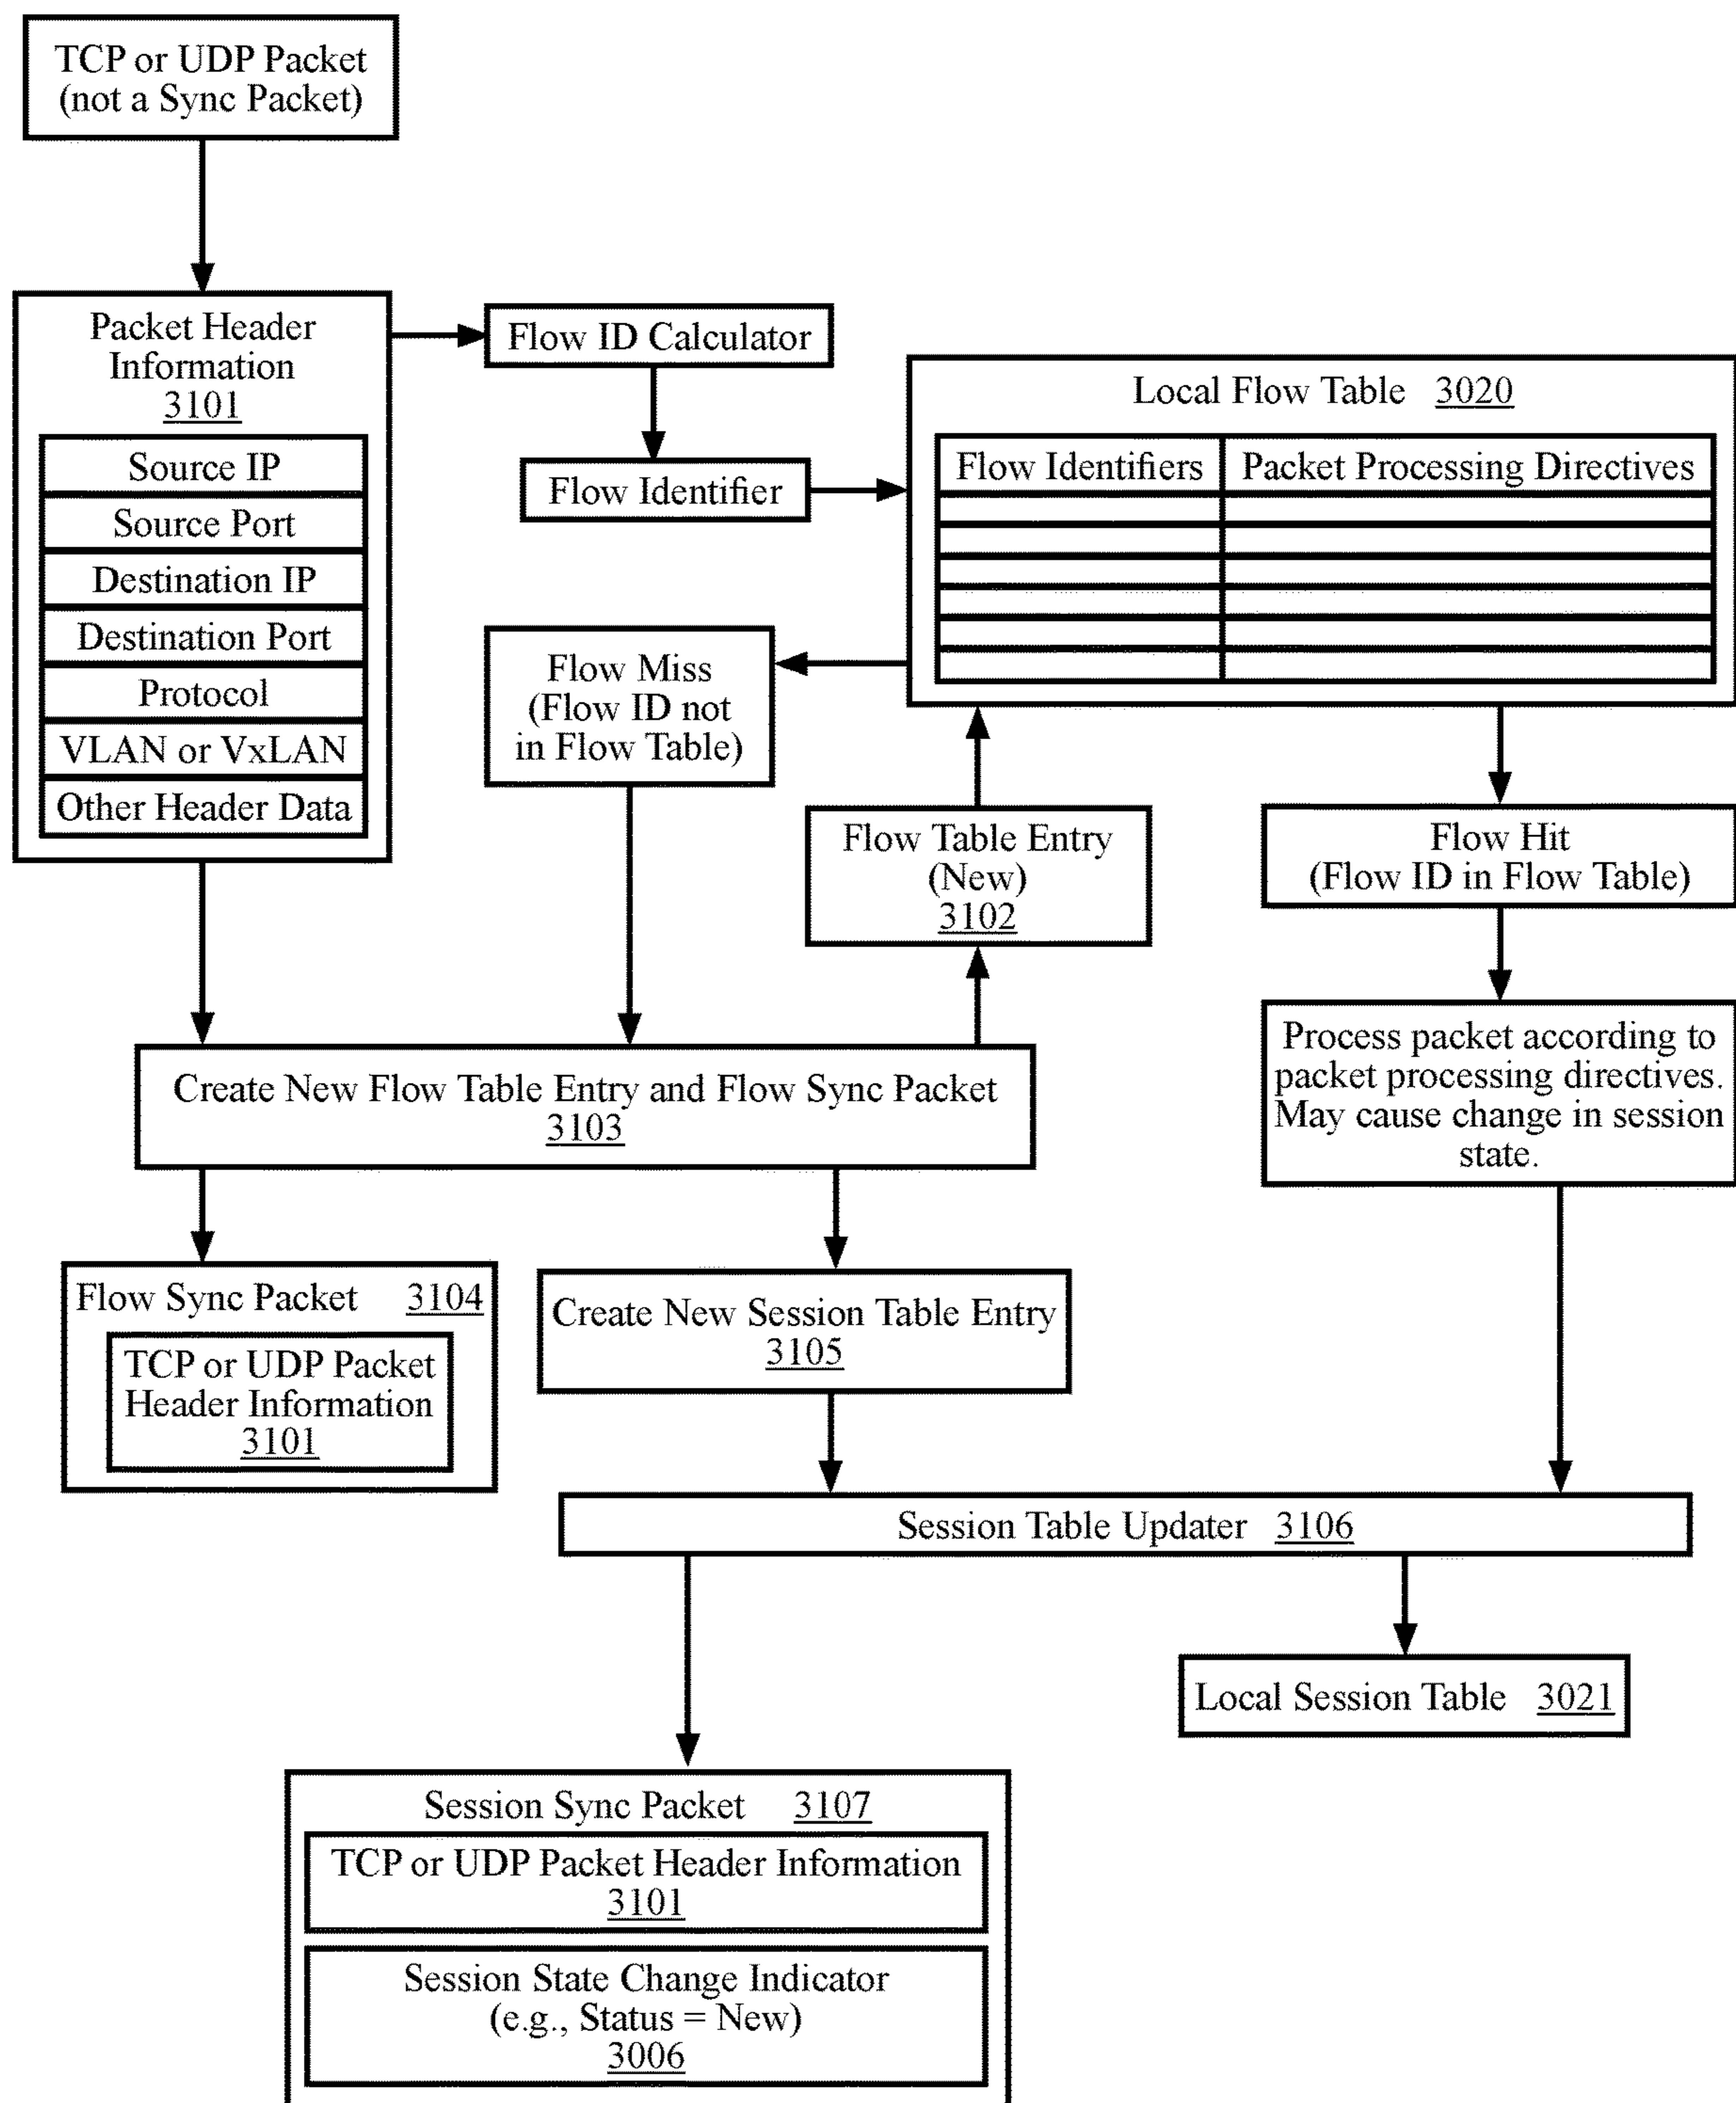 TCP or UDP Packet
(not a Sync Packet)
Packet Header
Information
3101
Source IP
Source Port
Destination IP
Destination Port
Protocol
VLAN or VxLAN
Other Header Data
Flow ID Calculator
Flow Identifier
Local Flow Table 3020
Flow Identifiers Packet Processing Directives
Flow Miss
(Flow ID not
in Flow Table)
Flow Table Entry
(New)
3102
Flow Hit
(Flow ID in Flow Table)
Process packet according to
packet processing directives.
May cause change in session
state.
Create New Flow Table Entry and Flow Sync Packet
3103
Flow Sync Packet 3104
TCP or UDP Packet
Header Information
3101
Create New Session Table Entry
3105
Session Table Updater 3106
Local Session Table 3021
Session Sync Packet 3107
TCP or UDP Packet Header Information
3101
Session State Change Indicator
(e.g., Status = New)
3006